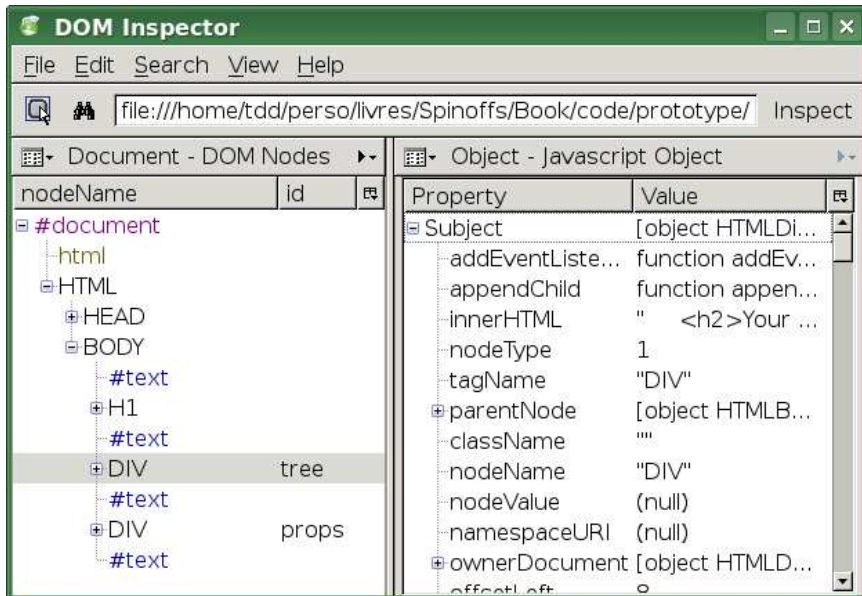 DOM Inspector
File Edit Search View Help
file:///home/tdd/perso/livres/Spinoffs/Book/code/prototype/ Inspect
Document - DOM Nodes
nodeName id
#document
html
HTML
HEAD
BODY
#text
H1
#text
DIV tree
#text
DIV props
#text
Object - Javascript Object
Property Value
Subject [object HTMLDi...
addEventListe... function addEv...
appendChild function appen...
innerHTML " <h2>Your ...
nodeType 1
tagName "DIV"
parentNode [object HTMLB...
className ""
nodeName "DIV"
nodeValue (null)
namespaceURI (null)
ownerDocument [object HTMLD...
offsetLeft 8